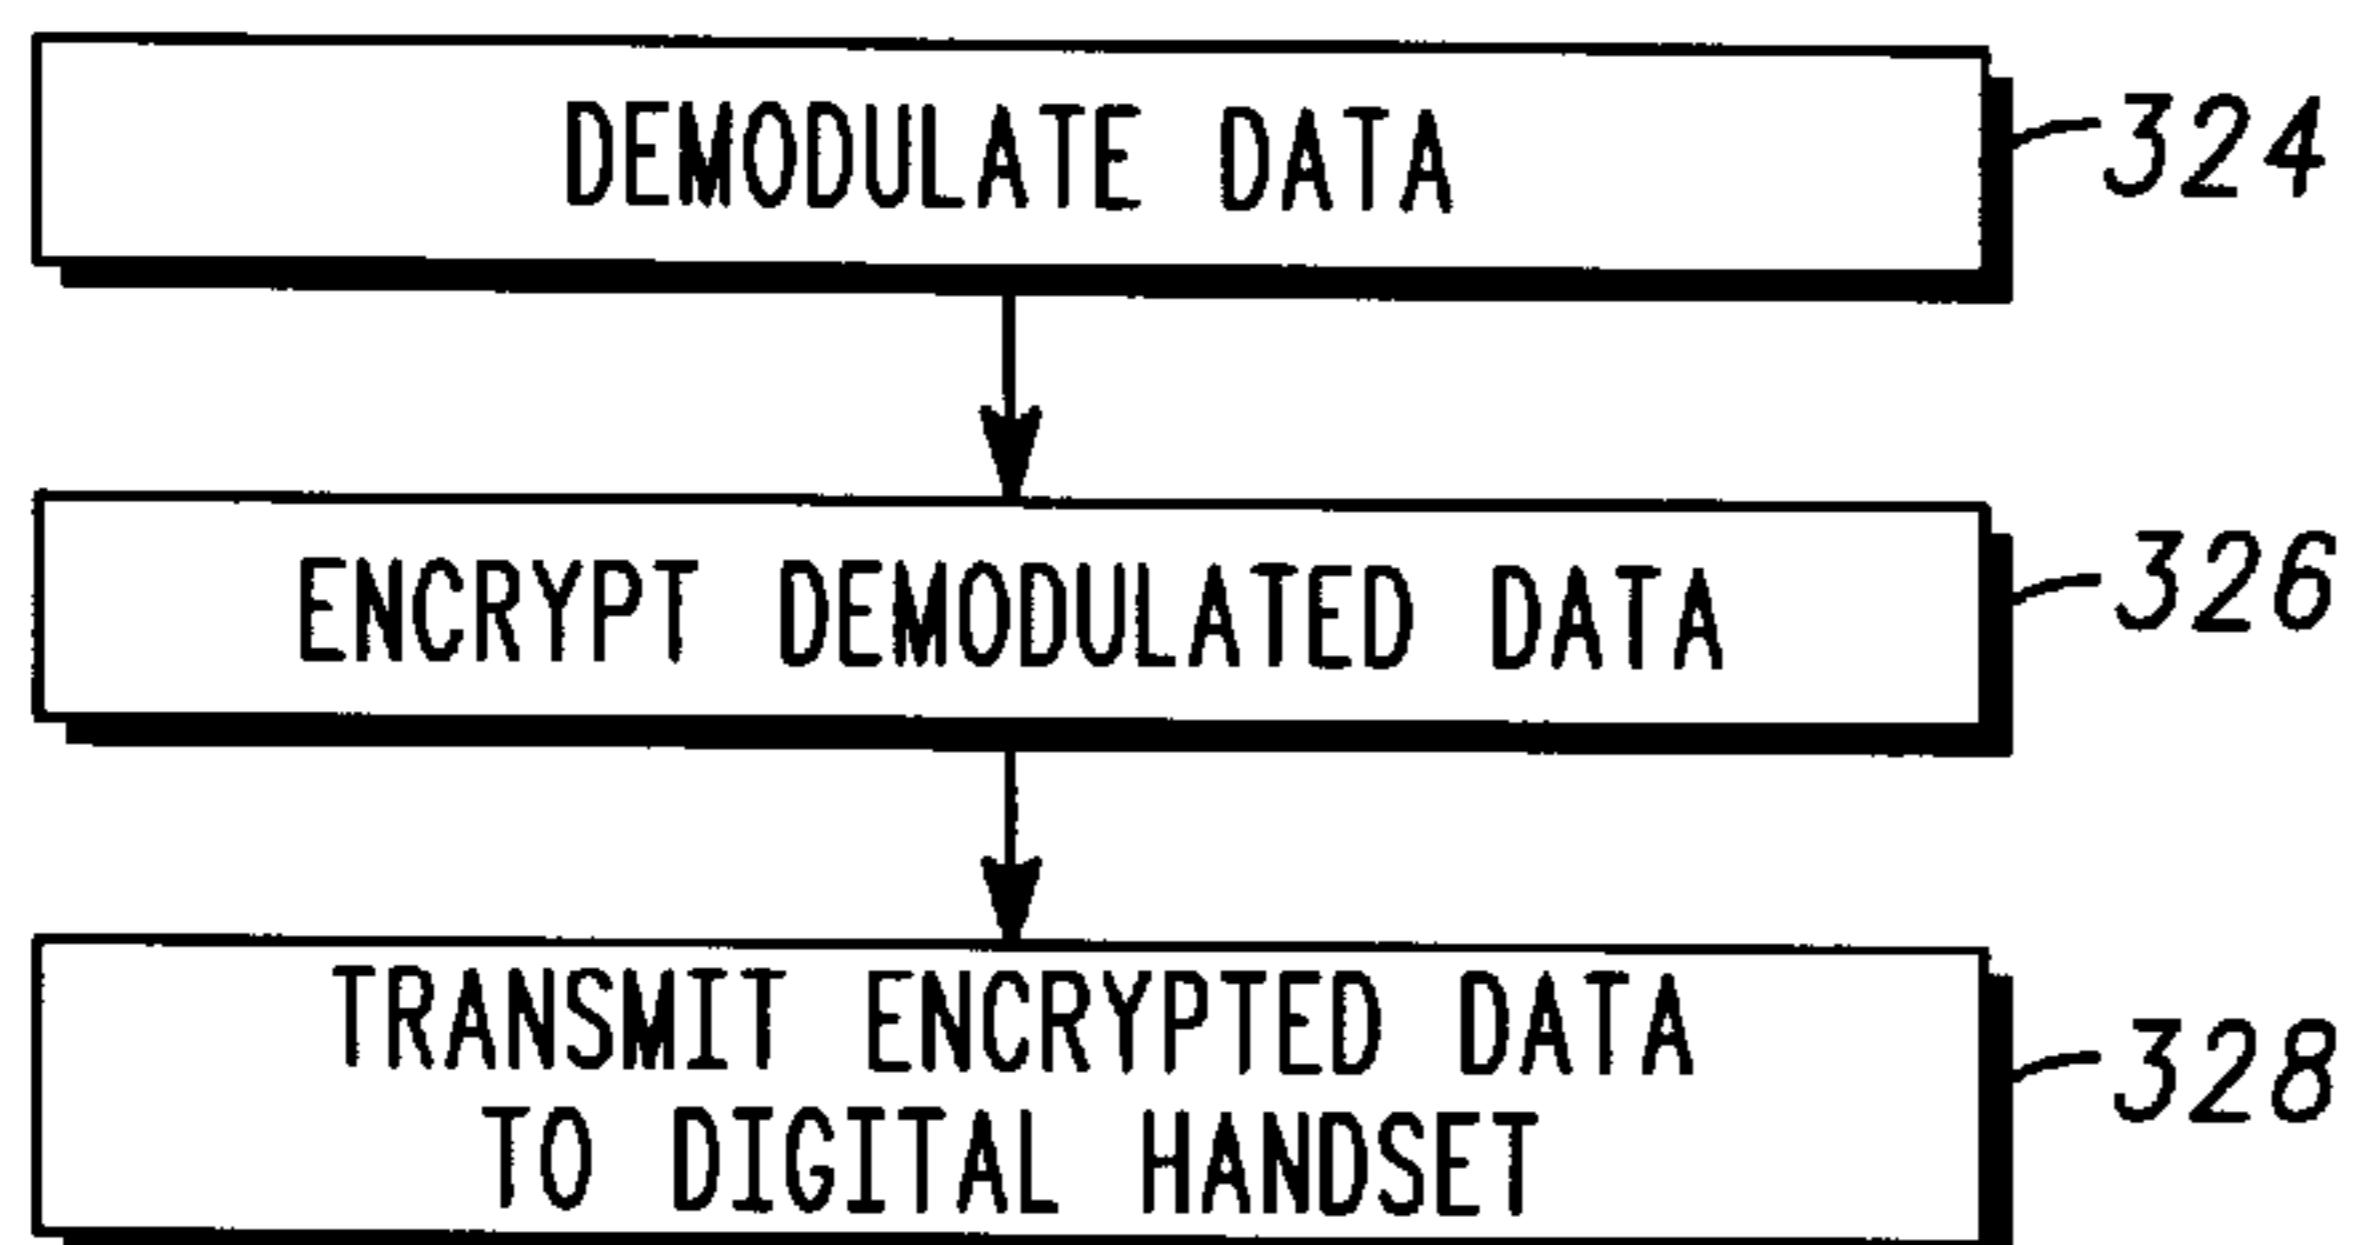 DEMODULATE DATA
324
ENCRYPT DEMODULATED DATA
326
TRANSMIT ENCRYPTED DATA
TO DIGITAL HANDSET
328